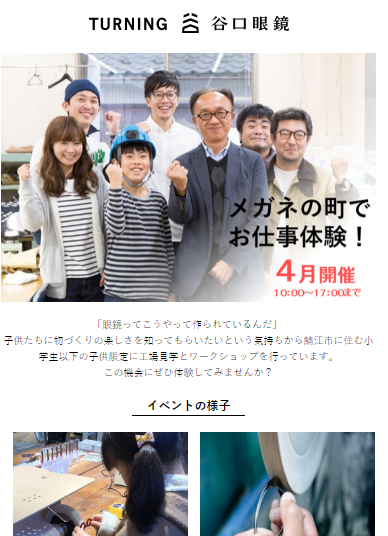 TURNING 谷口眼鏡
メガネの町で
お仕事体験！
4月開催
10:00~17:00まで
「眼鏡ってこうやって作られているんだ」
子供たちに物づくりの楽しさを知ってもらいたいという気持ちから鯖江市に住む小
学生以下の子供限定に工場見学とワークショップを行っています。
この機会にぜひ体験してみませんか？
イベントの様子